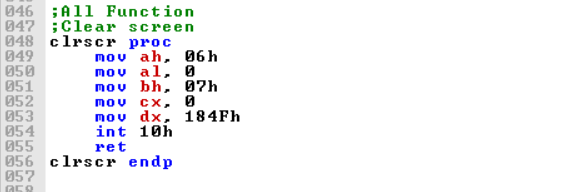 046 ;All Function
047 ;Clear screen
048 clrscr proc
049 mov ah, 06h
050 mov al, 0
051 mov bh, 07h
052 mov cx, 0
053 mov dx, 184Fh
054 int 10h
055 ret
056 clrscr endp
057